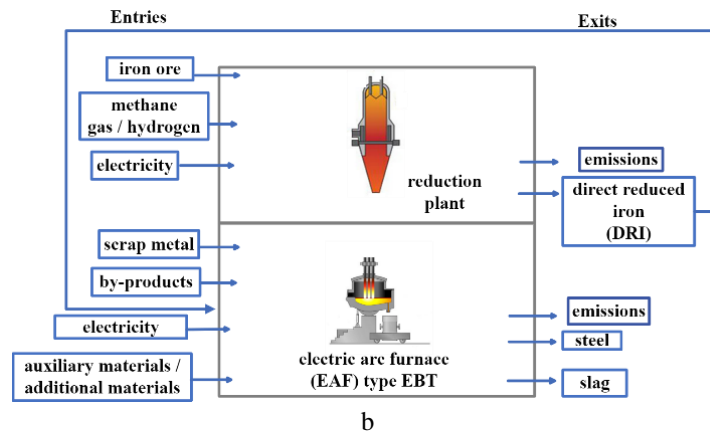 Entries
Exits
iron ore
methane
gas / hydrogen
electricity
reduction
plant
emissions
direct reduced
iron
(DRI)
scrap metal
by-products
electricity
auxiliary materials /
additional materials
electric arc furnace
(EAF) type EBT
emissions
steel
slag
b